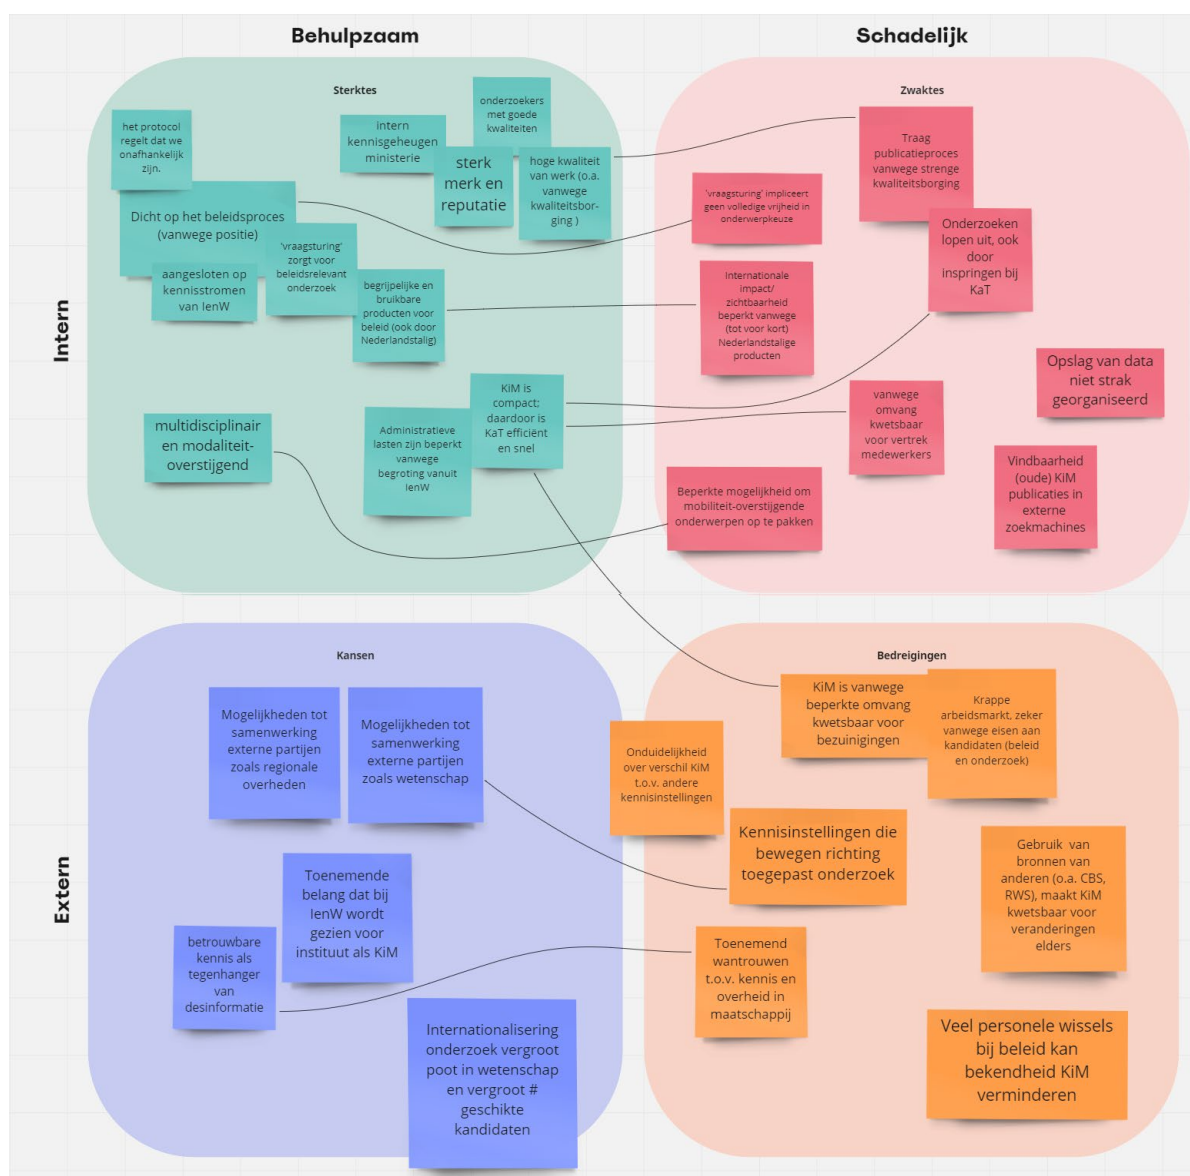 Behulpzaam
Schadelijk
Intern
Extern
Sterktes
het protocol
regelt dat we
onafhankelijk
zijn.
intern
kennisgeheugen
ministerie
onderzoekers
met goede
kwaliteiten
sterk
merk en
reputatie
hoge kwaliteit
van werk (o.a.
vanwege
kwaliteitsbor-
ging )
Dicht op het beleidsproces
(vanwege positie)
'vraagsturing'
zorgt voor
beleidsrelevant
onderzoek
aangesloten op
kennisstromen
van IenW
begrijpelijke en
bruikbare
producten voor
beleid (ook door
Nederlandstalig)
KiM is
compact:
daardoor is
KaT efficiënt
en snel
Administratieve
lasten zijn beperkt
vanwege
begroting vanuit
IenW
multidisciplinair
en modaliteit-
overstijgend
Zwaktes
Traag
publicatieproces
vanwege strenge
kwaliteitsborging
'vraagsturing' impliceert
geen volledige vrijheid in
onderwerpkeuze
Onderzoeken
lopen uit, ook
door
inspringen bij
KaT
Internationale
impact/
zichtbaarheid
beperkt vanwege
(tot voor kort)
Nederlandstalige
producten
Opslag van data
niet strak
georganiseerd
vanwege
omvang
kwetsbaar
voor vertrek
medewerkers
Vindbaarheid
(oude) KiM
publicaties in
externe
zoekmachines
Beperkte mogelijkheid om
mobiliteit-overstijgende
onderwerpen op te pakken
Kansen
Mogelijkheden tot
samenwerking
externe partijen
zoals regionale
overheden
Mogelijkheden tot
samenwerking
externe partijen
zoals wetenschap
Toenemende
belang dat bij
IenW wordt
gezien voor
instituut als KiM
betrouwbare
kennis als
tegenhanger
van
desinformatie
Internationalisering
onderzoek vergroot
poot in wetenschap
en vergroot #
geschikte
kandidaten
Bedreigingen
KiM is vanwege
beperkte omvang
kwetsbaar voor
bezuinigingen
Krappe
arbeidsmarkt, zeker
vanwege eisen aan
kandidaten (beleid
en onderzoek)
Onduidelijkheid
over verschil KiM
t.o.v. andere
kennisinstellingen
Kennisinstellingen die
bewegen richting
toegepast onderzoek
Gebruik van
bronnen van
anderen (o.a. CBS,
RWS), maakt KiM
kwetsbaar voor
veranderingen
elders
Toenemend
wantrouwen
t.o.v. kennis en
overheid in
maatschappij
Veel personele wissels
bij beleid kan
bekendheid KiM
verminderen